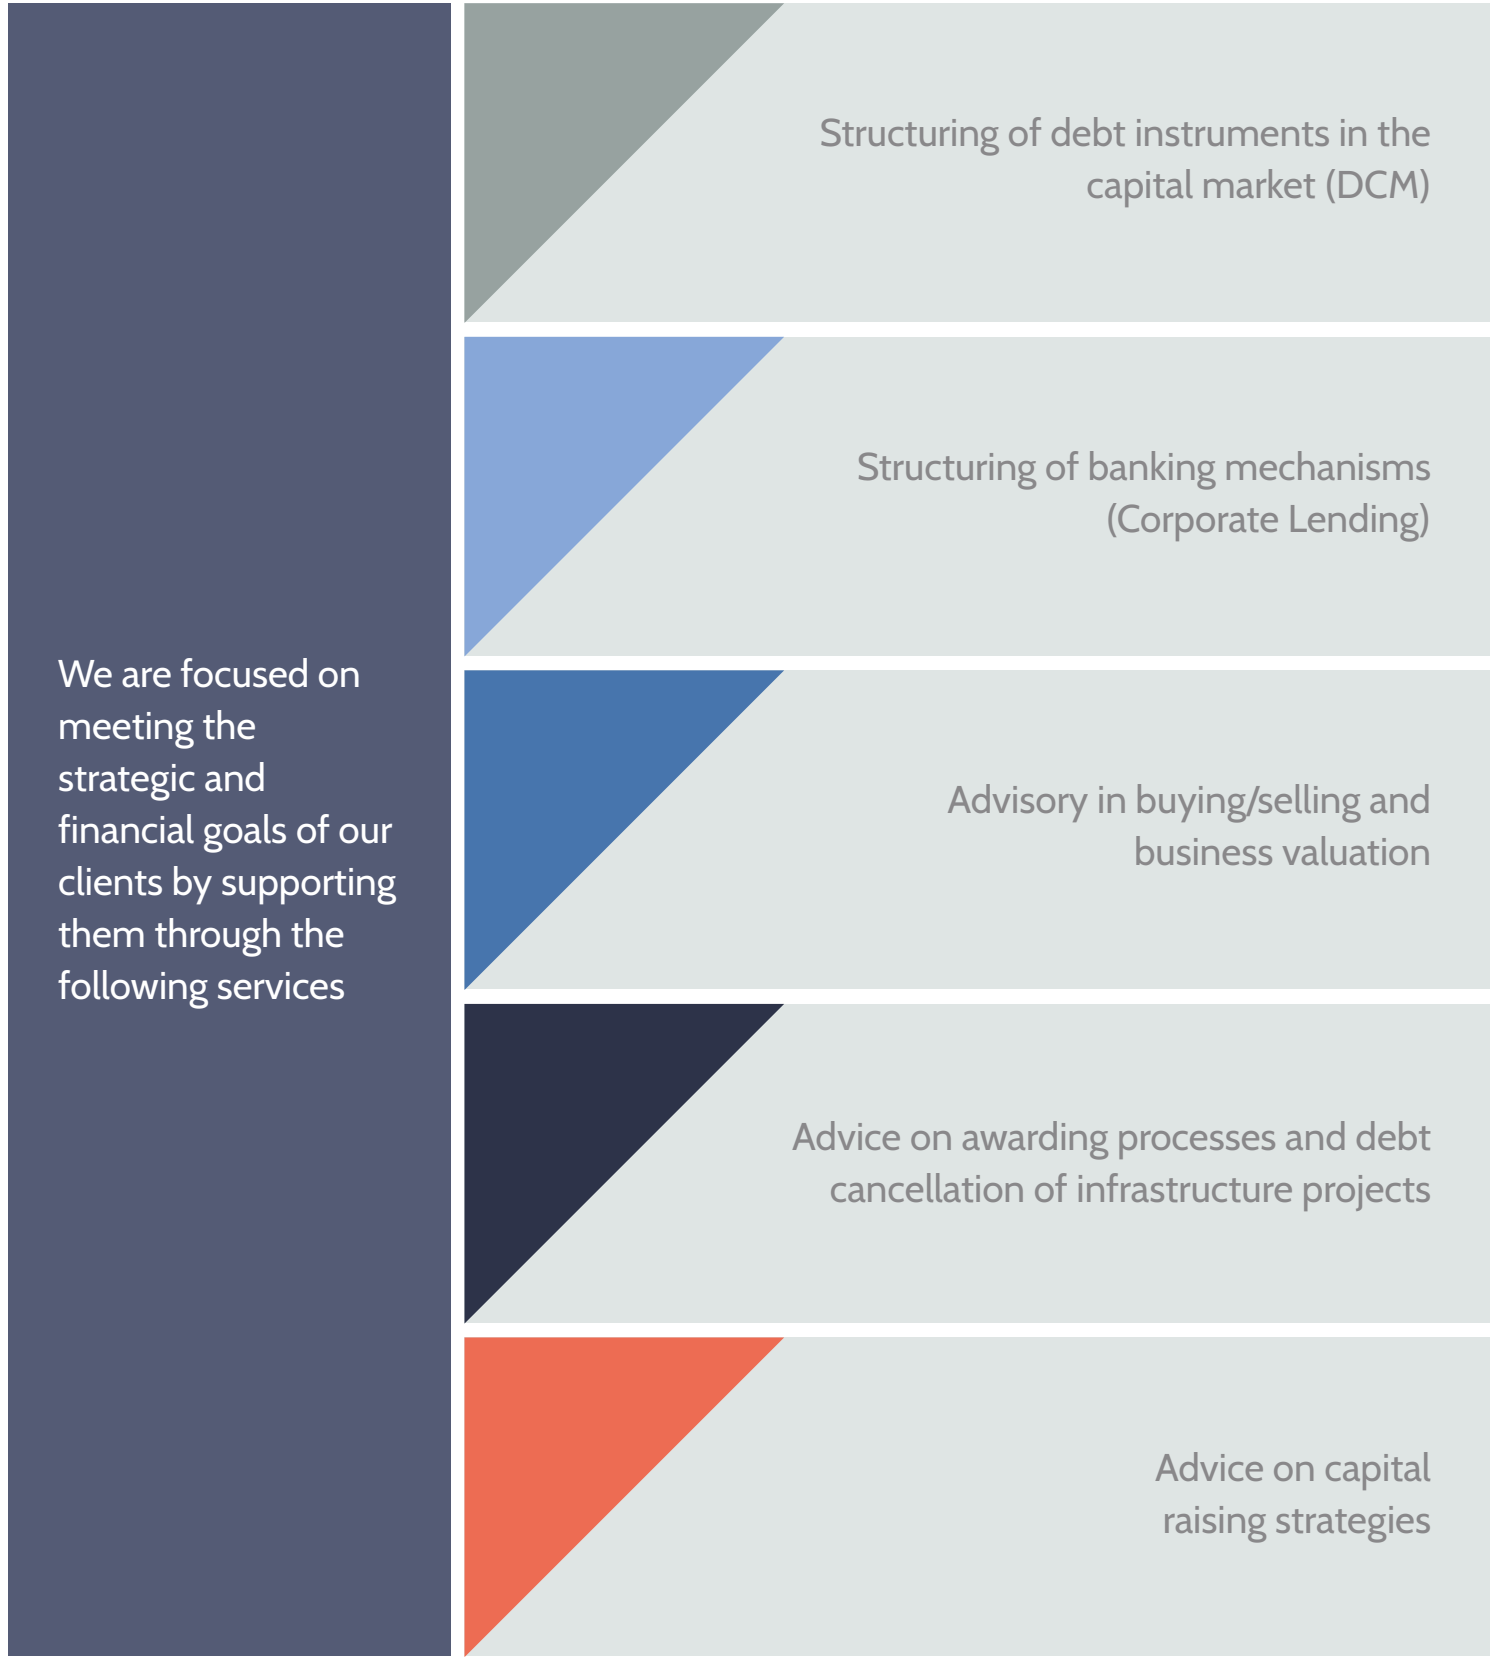 We are focused on
meeting the
strategic and
financial goals of our
clients by supporting
them through the
following services
Structuring of debt instruments in the
capital market (DCM)
Structuring of banking mechanisms
(Corporate Lending)
Advisory in buying/selling and
business valuation
Advice on awarding processes and debt
cancellation of infrastructure projects
Advice on capital
raising strategies